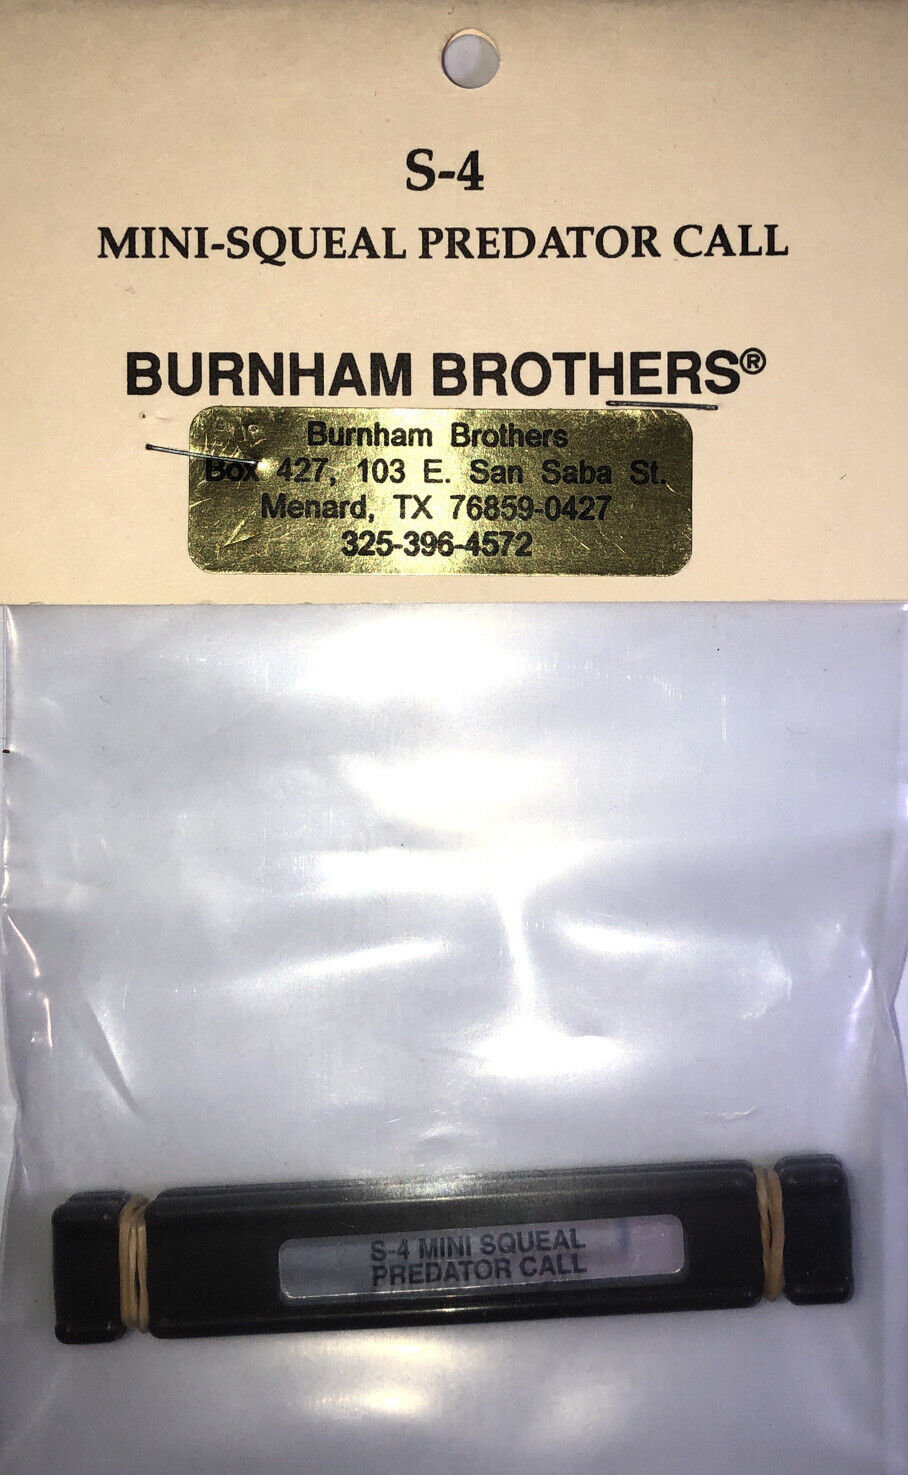 S-4
MINI-SQUEAL PREDATOR CALL
BURNHAM BROTHERS®
Burnham Brothers
Box 427, 103 E. San Saba St.
Menard, TX 76859-0427
325-396-4572
S-4 MINI SQUEAL
PREDATOR CALL